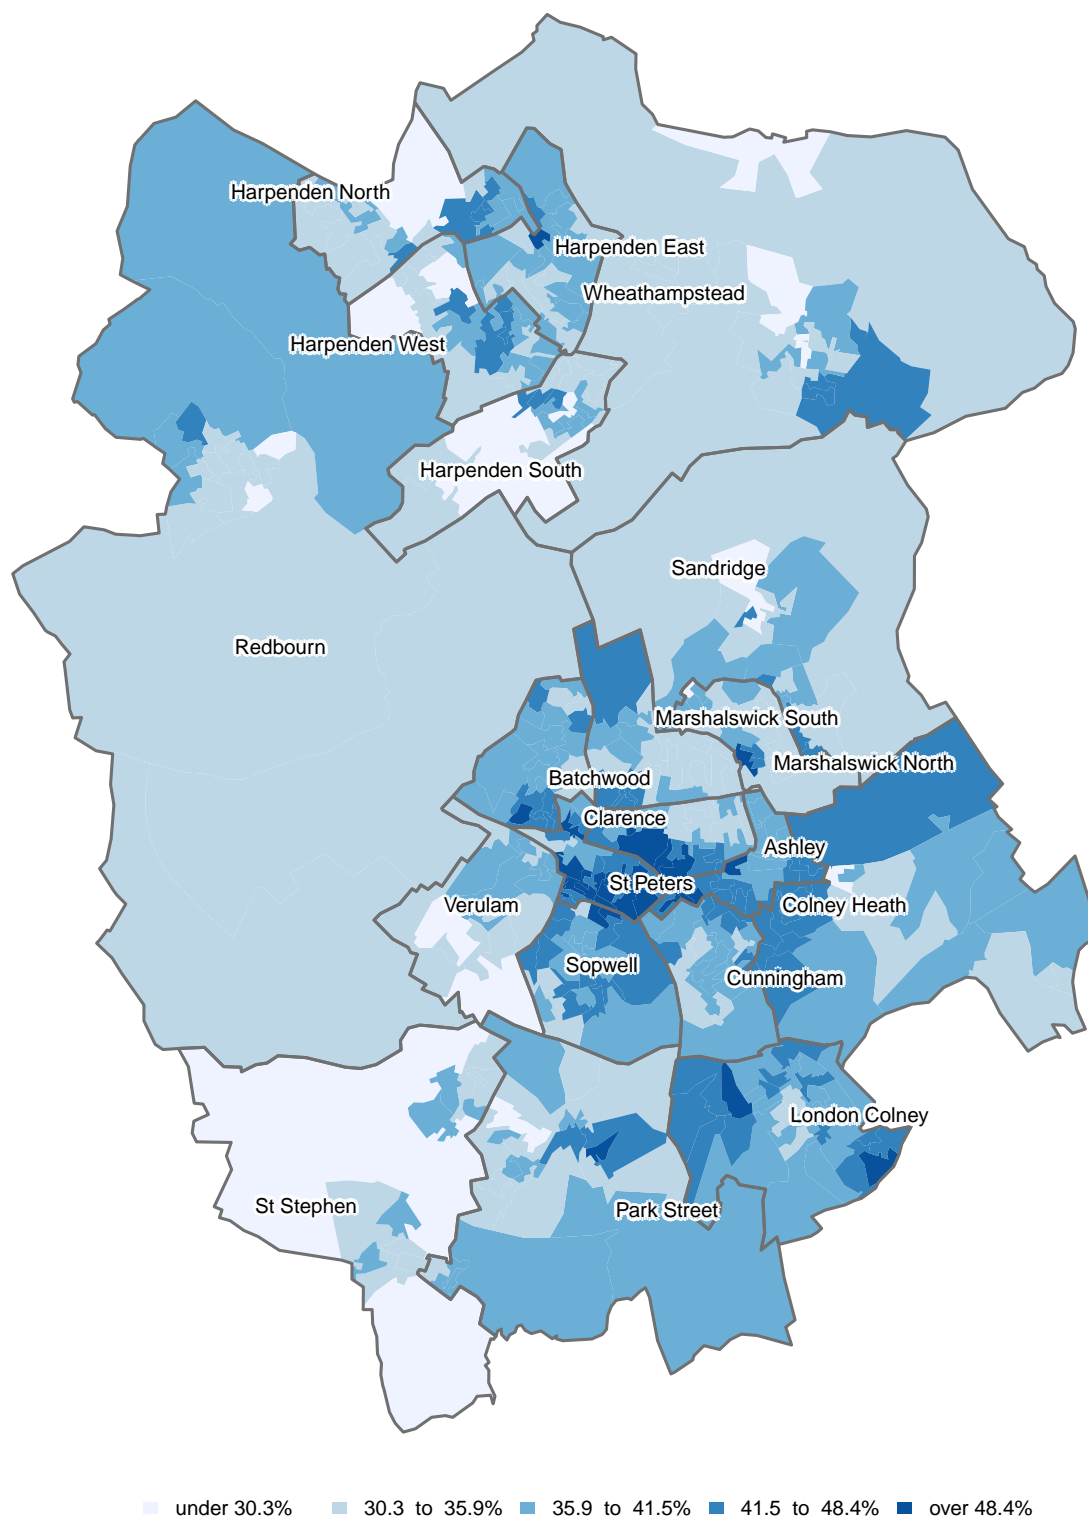 Harpenden North
Harpenden East
Wheathampstead
Harpenden West
Harpenden South
Sandridge
Redbourn
Marshalswick South
Marshalswick North
Batchwood
Clarence
Ashley
St Peters
Verulam
Colney Heath
Sopwell
Cunningham
London Colney
St Stephen
Park Street
under 30.3% 30.3 to 35.9% 35.9 to 41.5% 41.5 to 48.4% over 48.4%